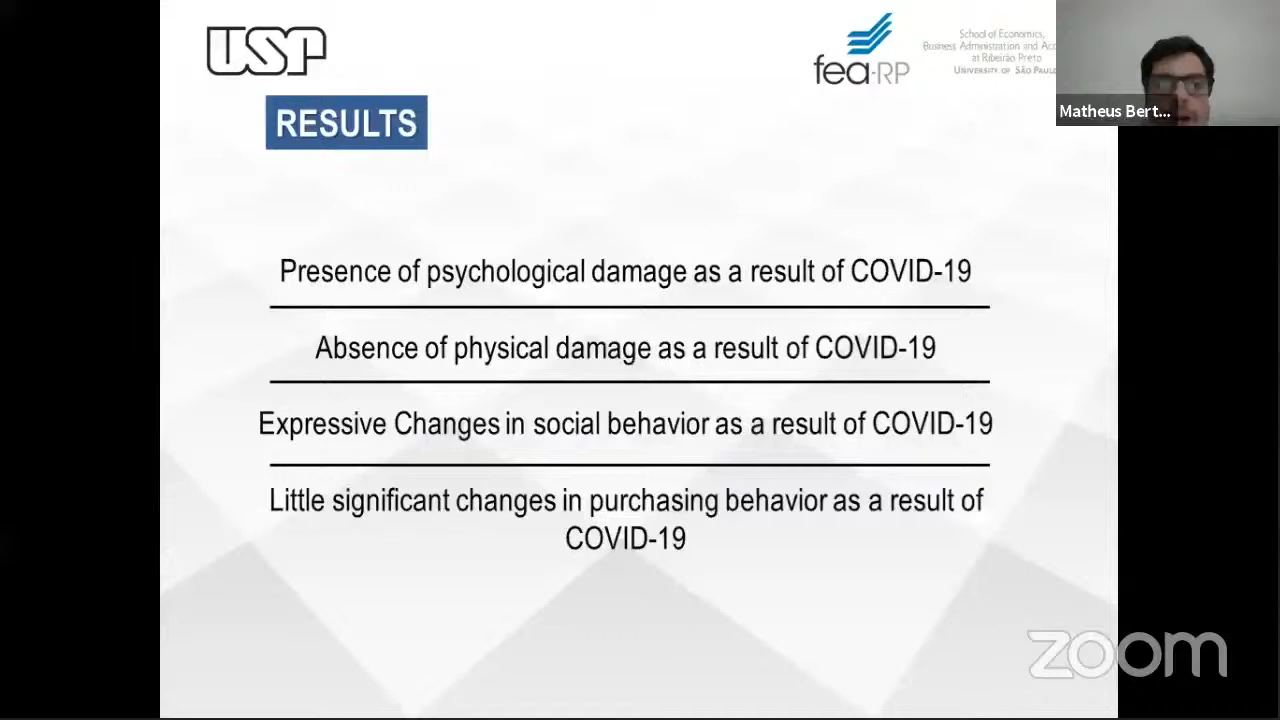 USP
fea-RP
School of Economics,
Business Administration and Acc
at Ribeirão Preto
UNIVERSITY OF SÃO PAULO
Matheus Bert...
RESULTS
Presence of psychological damage as a result of COVID-19
Absence of physical damage as a result of COVID-19
Expressive Changes in social behavior as a result of COVID-19
Little significant changes in purchasing behavior as a result of
COVID-19
zoom